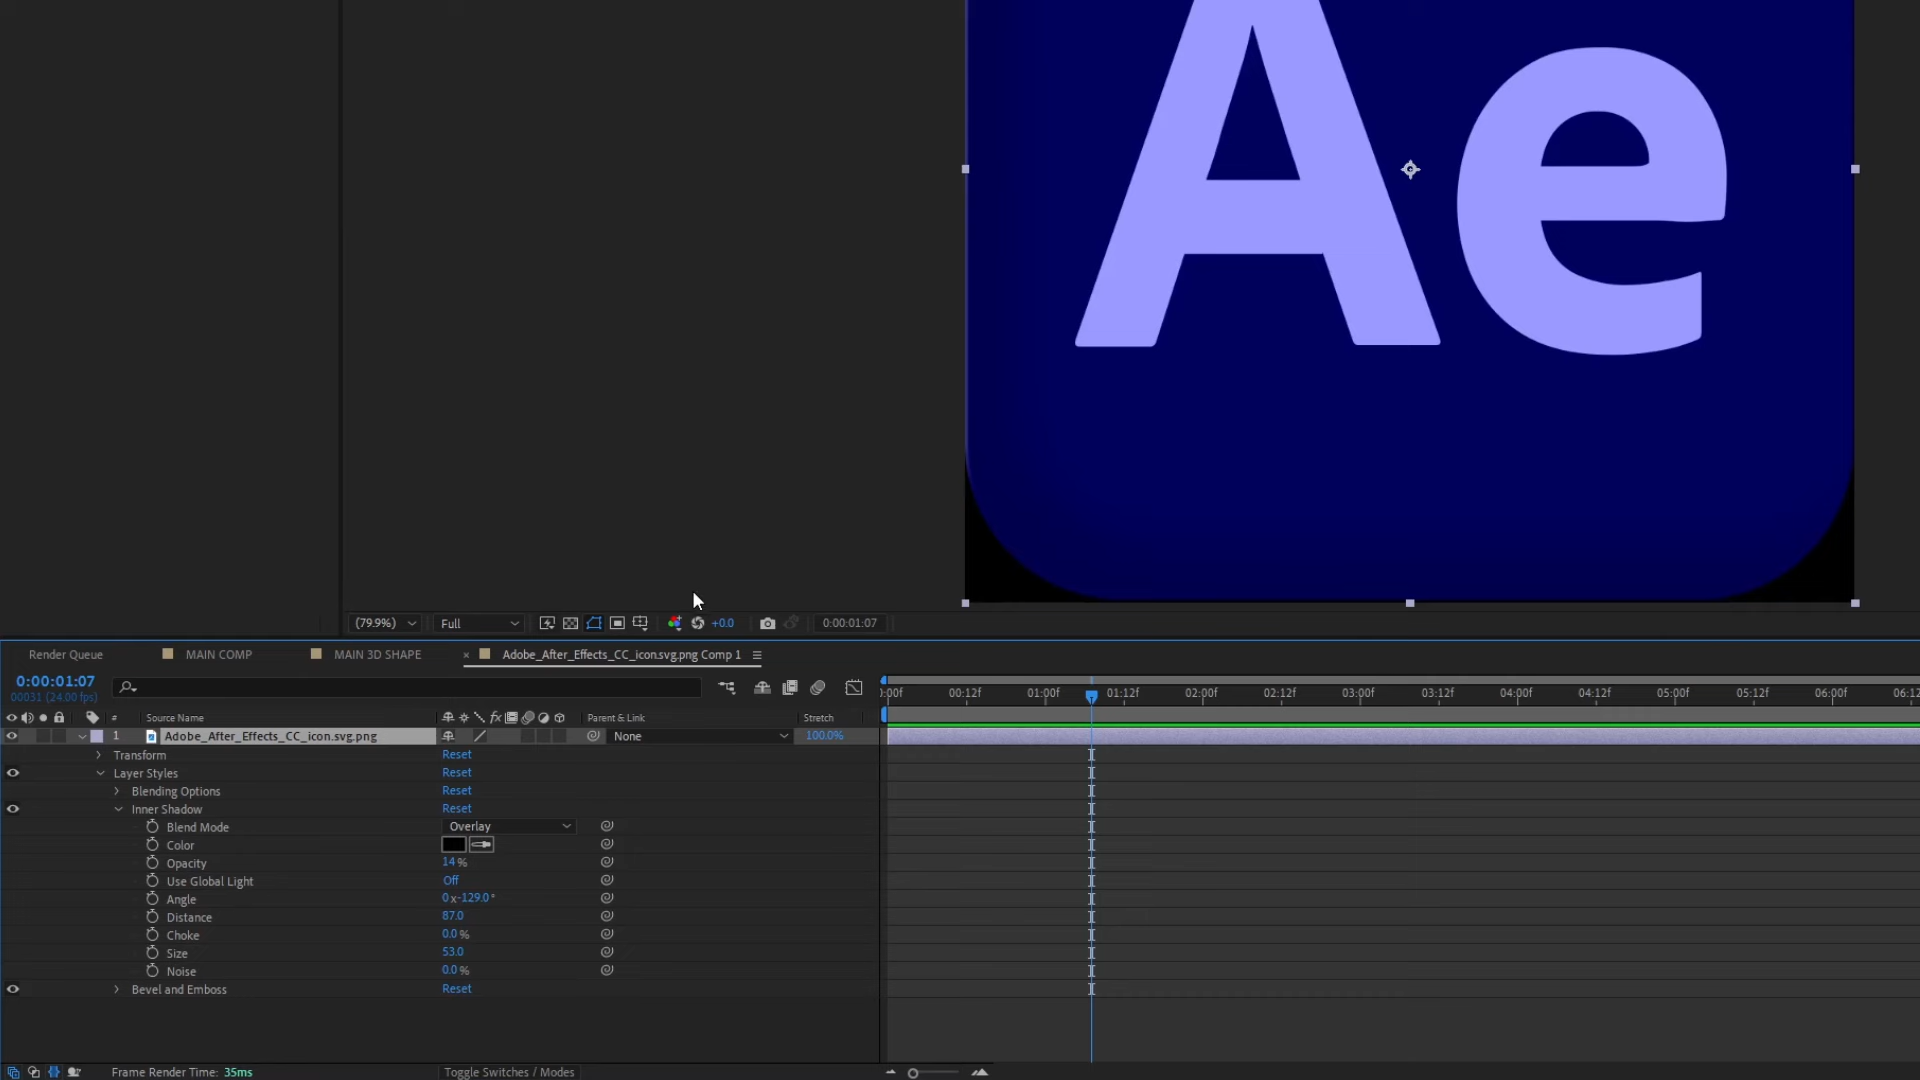 Ae
(79.9%) Full +0.0 0:00:01:07
Render Queue MAIN COMP MAIN 3D SHAPE × Adobe_After_Effects_CC_icon.svg.png Comp 1
0:00:01:07
00031 (24.00 fps)
:00f 00:12f 01:00f 01:12f 02:00f 02:12f 03:00f 03:12f 04:00f 04:12f 05:00f 05:12f 06:00f 06:12
# Source Name fx Parent & Link Stretch
1 Adobe_After_Effects_CC_icon.svg.png None 100.0%
Transform Reset
Layer Styles Reset
Blending Options Reset
Inner Shadow Reset
Blend Mode Overlay
Color
Opacity 14%
Use Global Light Off
Angle 0x-129.0°
Distance 87.0
Choke 0.0%
Size 53.0
Noise 0.0%
Bevel and Emboss Reset
Frame Render Time: 35ms Toggle Switches / Modes